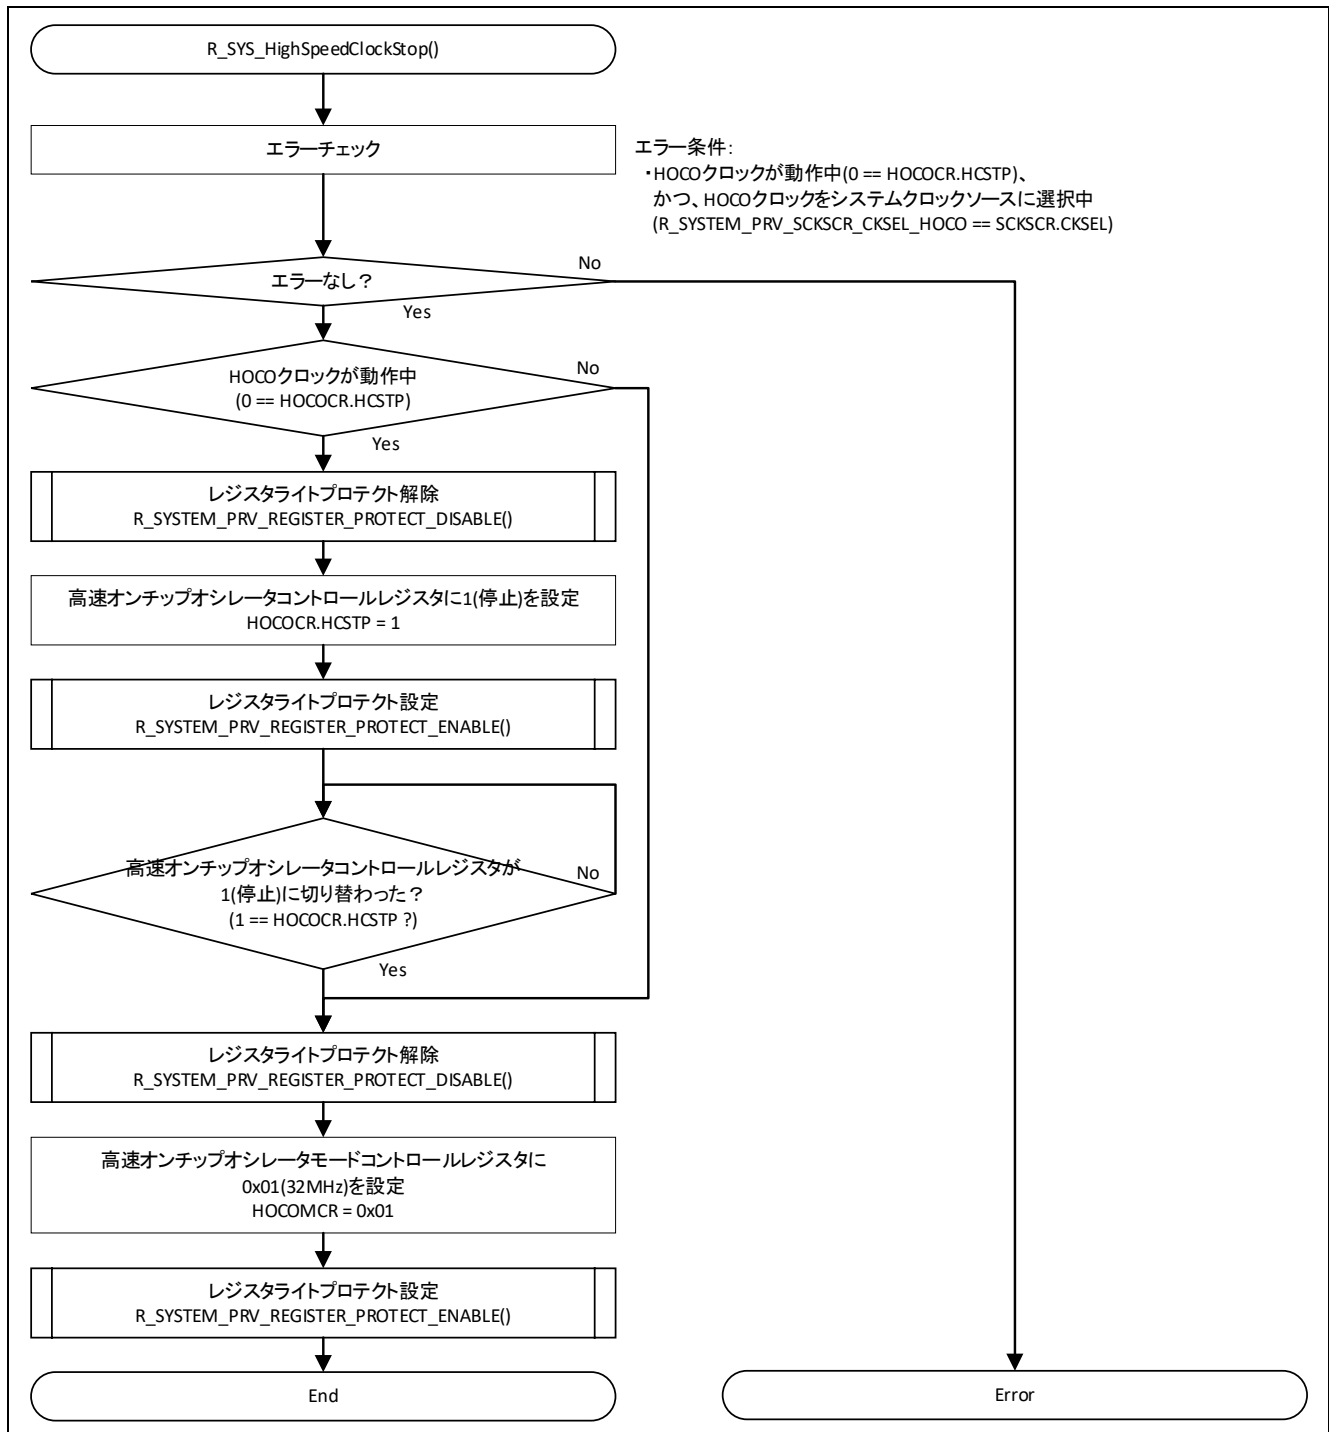 R_SYS_HighSpeedClockStop()
エラーチェック
エラー条件:
・HOCOクロックが動作中(0 == HOCOCR.HCSTP)、
かつ、HOCOクロックをシステムクロックソースに選択中
(R_SYSTEM_PRV_SCKSCR_CKSEL_HOCO == SCKSCR.CKSEL)
エラーなし?
No
Yes
HOCOクロックが動作中
(0 == HOCOCR.HCSTP)
No
Yes
レジスタライトプロテクト解除
R_SYSTEM_PRV_REGISTER_PROTECT_DISABLE()
高速オンチップオシレータコントロールレジスタに1(停止)を設定
HOCOCR.HCSTP = 1
レジスタライトプロテクト設定
R_SYSTEM_PRV_REGISTER_PROTECT_ENABLE()
高速オンチップオシレータコントロールレジスタが
1(停止)に切り替わった?
(1 == HOCOCR.HCSTP ?)
No
Yes
レジスタライトプロテクト解除
R_SYSTEM_PRV_REGISTER_PROTECT_DISABLE()
高速オンチップオシレータモードコントロールレジスタに
0x01(32MHz)を設定
HOCOMCR = 0x01
レジスタライトプロテクト設定
R_SYSTEM_PRV_REGISTER_PROTECT_ENABLE()
End
Error